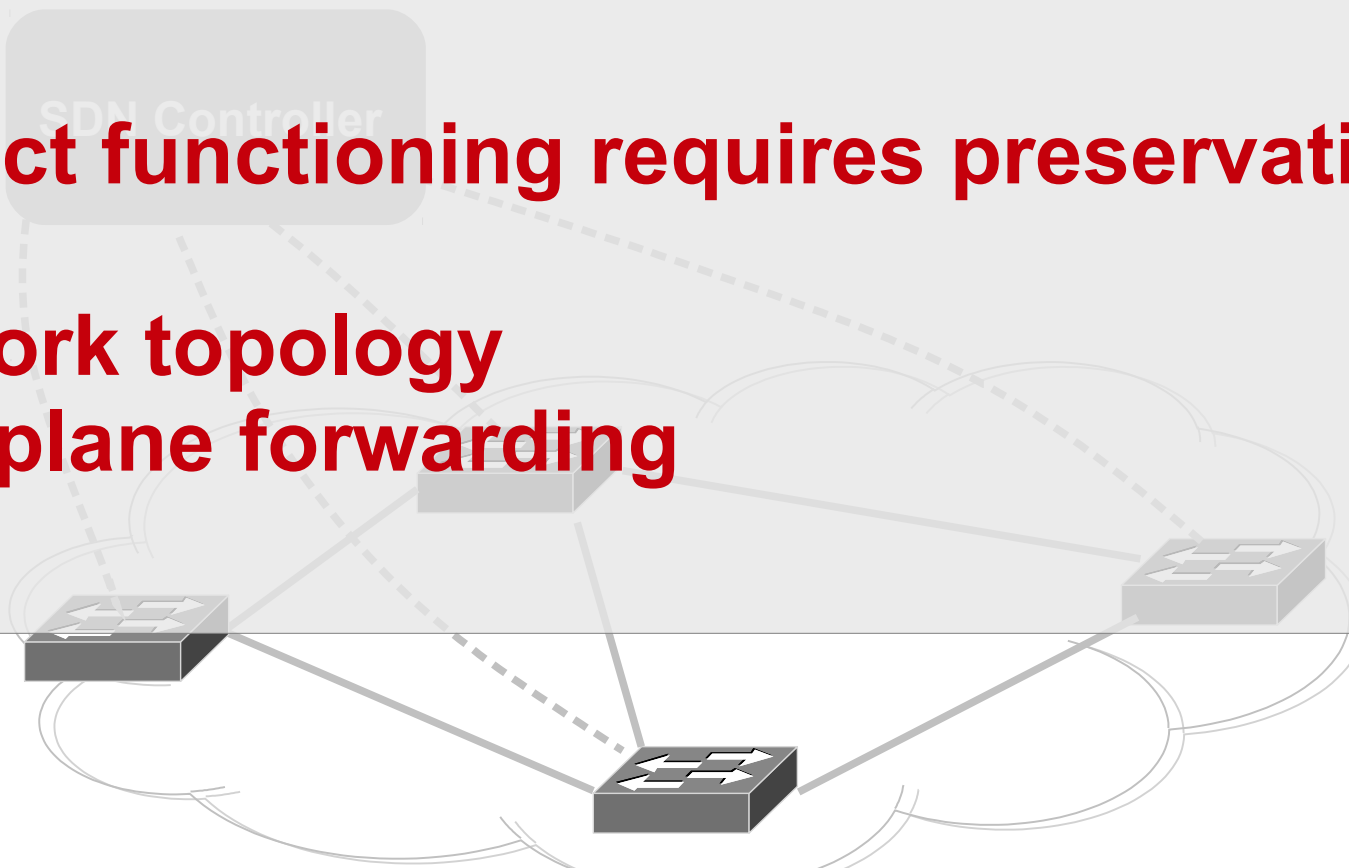 SDN Controller
ct functioning requires preservati
ork topology
plane forwarding